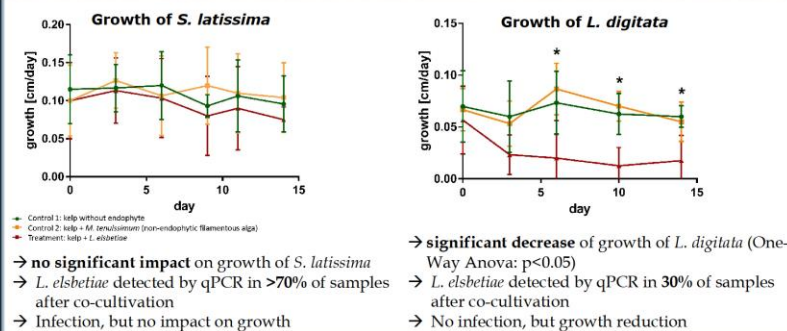 Growth of S. latissima
growth [cm/day]
0.20
0.15
0.10
0.05
0.00
0
5
10
15
day
Control 1: kelp without endophyte
Control 2: kelp + M. tenuissimum (non-endophytic filamentous alga)
Treatment: kelp + L. elsbetiae
→ no significant impact on growth of S. latissima
→ L. elsbetiae detected by qPCR in >70% of samples
after co-cultivation
→ Infection, but no impact on growth
Growth of L. digitata
growth [cm/day]
0.15
0.10
0.05
0.00
* * *
0
5
10
15
day
→ significant decrease of growth of L. digitata (One-
Way Anova: p<0.05)
→ L. elsbetiae detected by qPCR in 30% of samples
after co-cultivation
→ No infection, but growth reduction